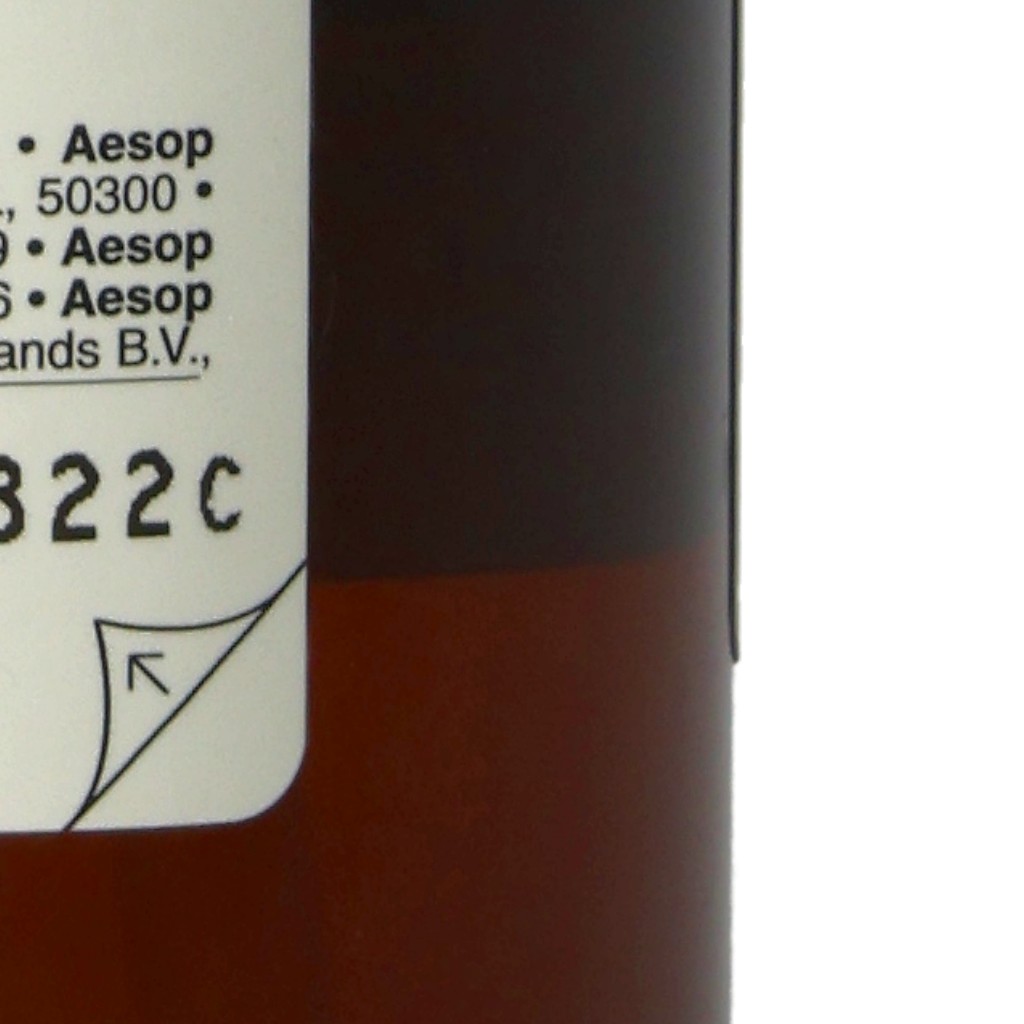 • Aesop
., 50300 •
9 • Aesop
6 • Aesop
ands B.V.,
322C